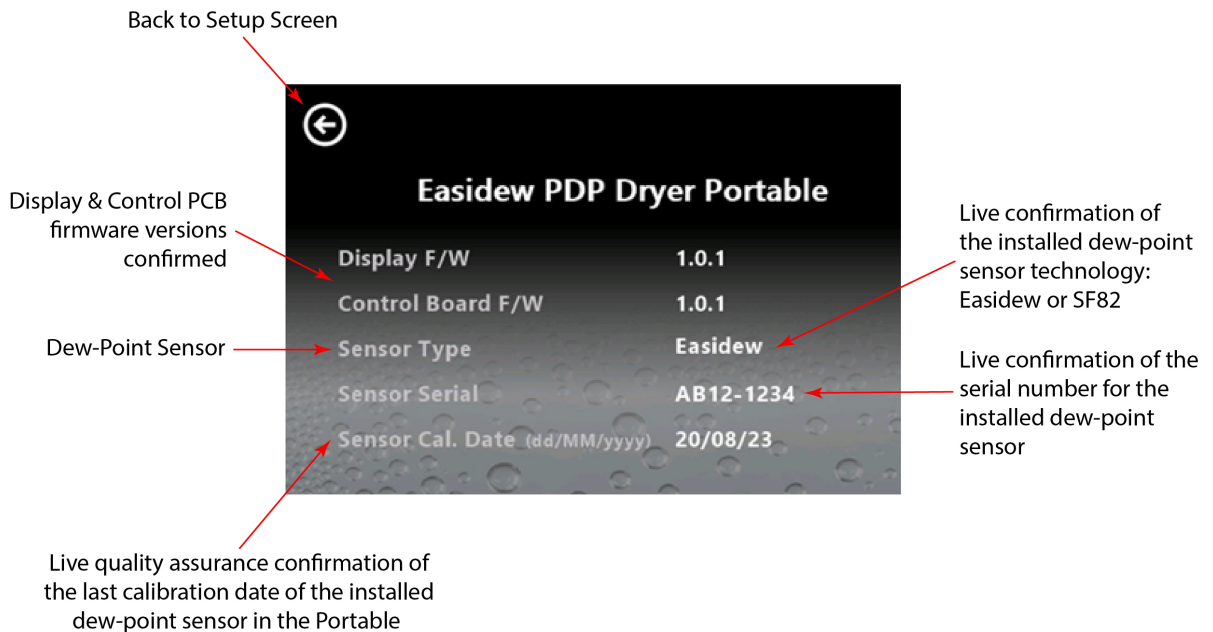 Back to Setup Screen
Easidew PDP Dryer Portable
Display & Control PCB
firmware versions
confirmed
Display F/W 1.0.1
Control Board F/W 1.0.1
Dew-Point Sensor
Sensor Type Easidew
Sensor Serial AB12-1234
Sensor Cal. Date (dd/MM/yyyy) 20/08/23
Live confirmation of
the installed dew-point
sensor technology:
Easidew or SF82
Live confirmation of the
serial number for the
installed dew-point
sensor
Live quality assurance confirmation of
the last calibration date of the installed
dew-point sensor in the Portable